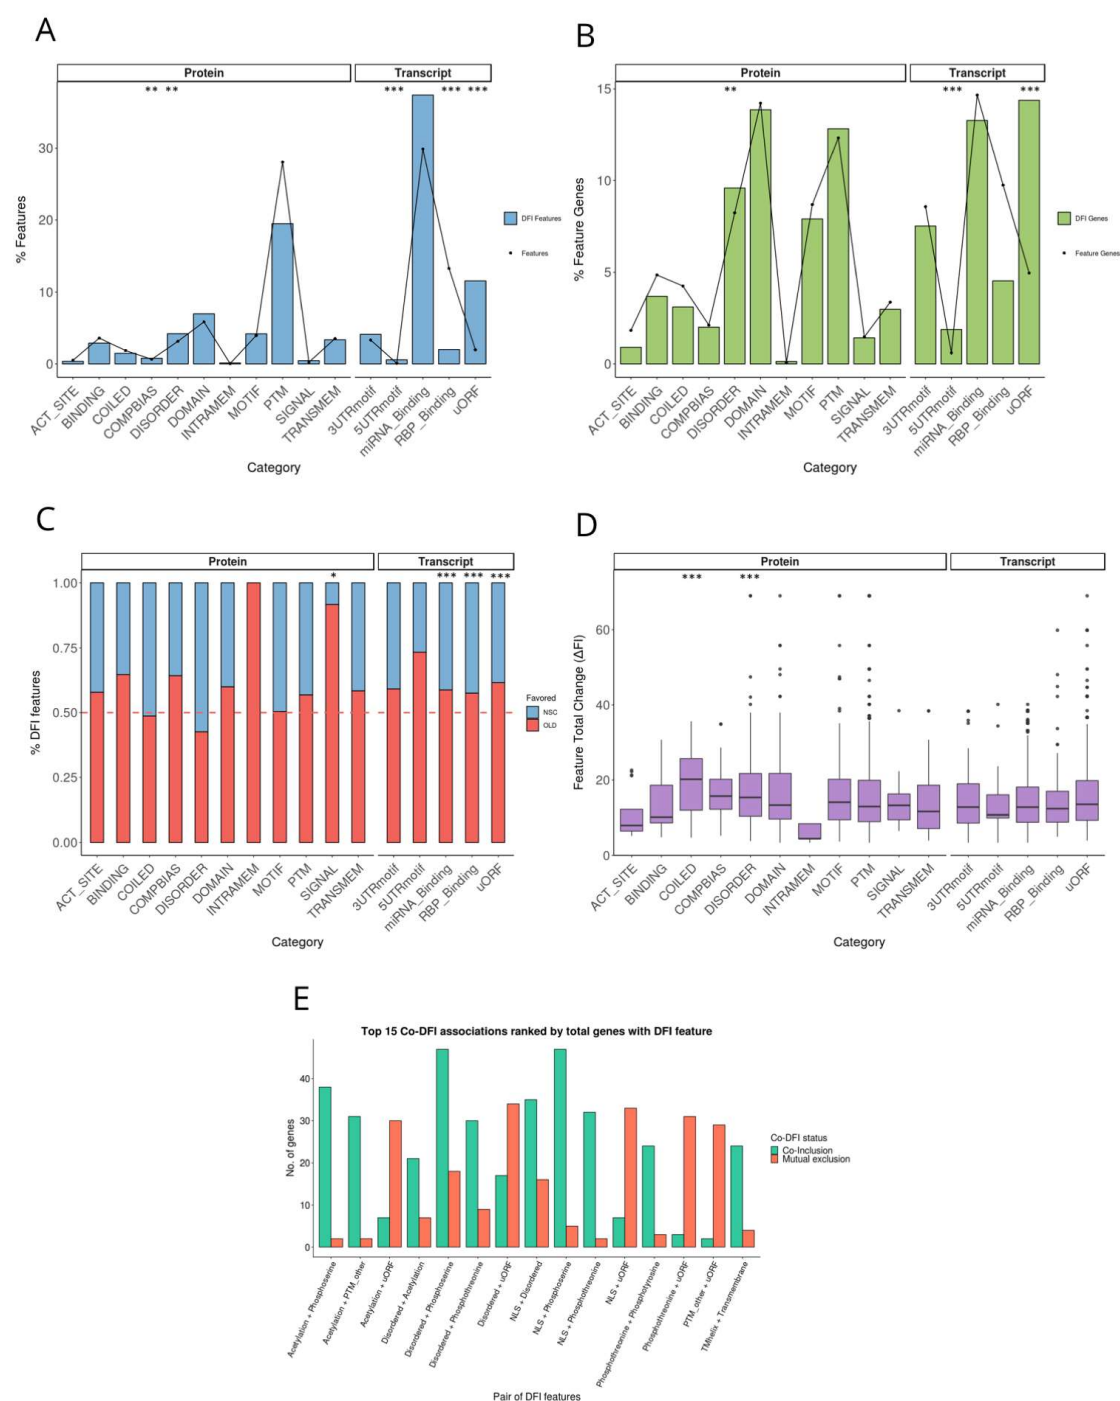 A
Protein
Transcript
** ** *** *** ***
% Features
30
20
10
0
DFI Features
Features
ACT_SITE
BINDING
COILED
COMPBIAS
DISORDER
DOMAIN
INTRAMEM
MOTIF
PTM
SIGNAL
TRANSMEM
3UTRmotif
5UTRmotif
miRNA_Binding
RBP_Binding
uORF
Category
B
Protein
Transcript
** *** ***
% Feature Genes
15
10
5
0
DFI Genes
Feature Genes
ACT_SITE
BINDING
COILED
COMPBIAS
DISORDER
DOMAIN
INTRAMEM
MOTIF
PTM
SIGNAL
TRANSMEM
3UTRmotif
5UTRmotif
miRNA_Binding
RBP_Binding
uORF
Category
C
Protein
Transcript
* *** *** ***
% DFI features
1.00
0.75
0.50
0.25
0.00
Favored
NSC
OLD
ACT_SITE
BINDING
COILED
COMPBIAS
DISORDER
DOMAIN
INTRAMEM
MOTIF
PTM
SIGNAL
TRANSMEM
3UTRmotif
5UTRmotif
miRNA_Binding
RBP_Binding
uORF
Category
D
Protein
Transcript
*** ***
Feature Total Change (ΔFI)
60
40
20
0
ACT_SITE
BINDING
COILED
COMPBIAS
DISORDER
DOMAIN
INTRAMEM
MOTIF
PTM
SIGNAL
TRANSMEM
3UTRmotif
5UTRmotif
miRNA_Binding
RBP_Binding
uORF
Category
E
Top 15 Co-DFI associations ranked by total genes with DFI feature
No. of genes
40
30
20
10
0
Co-DFI status
Co-Inclusion
Mutual exclusion
Acetylation + Phosphoserine
Acetylation + PTM_other
Acetylation + uORF
Disordered + Acetylation
Disordered + Phosphoserine
Disordered + Phosphothreonine
Disordered + uORF
NLS + Disordered
NLS + Phosphoserine
NLS + Phosphothreonine
NLS + uORF
Phosphothreonine + Phosphotyrosine
Phosphothreonine + uORF
PTM_other + uORF
TMhelix + Transmembrane
Pair of DFI features